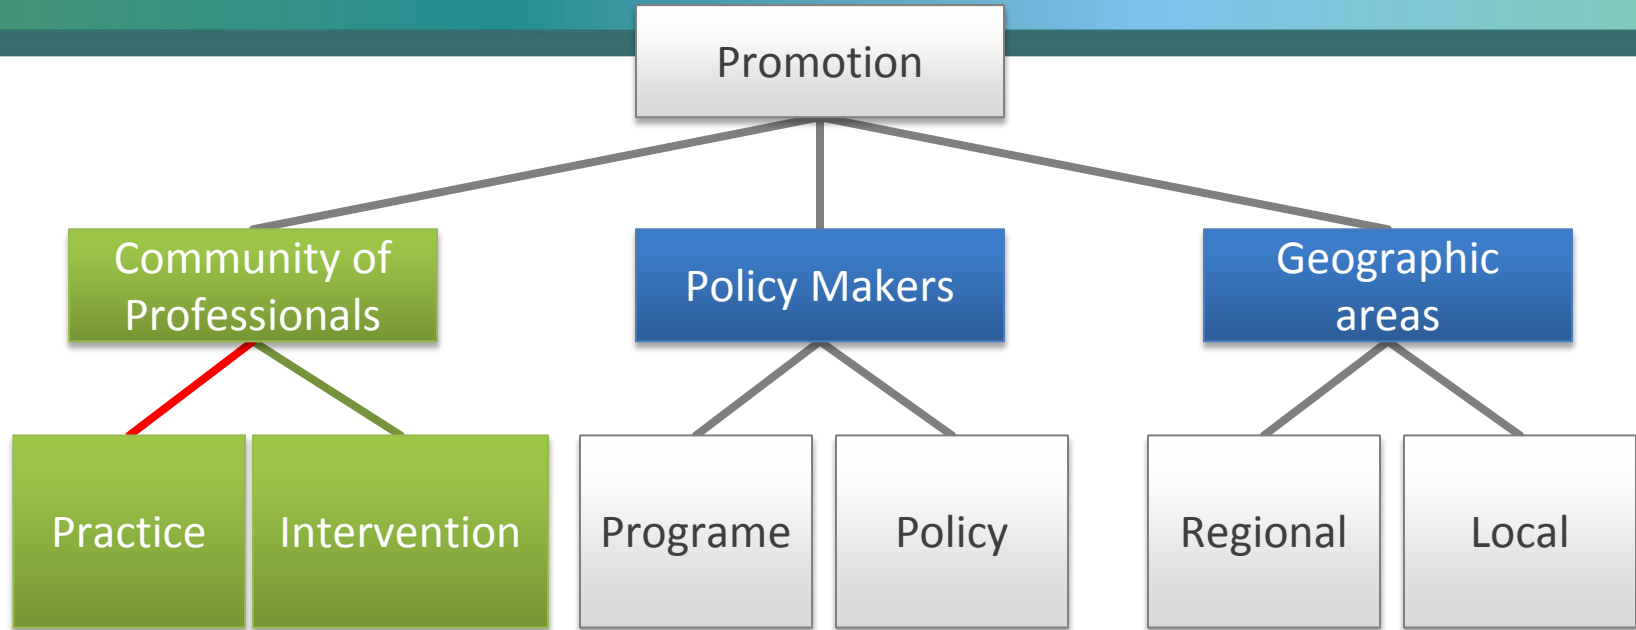 Promotion
Community of
Professionals
Policy Makers
Geographic
areas
Practice
Intervention
Programe
Policy
Regional
Local